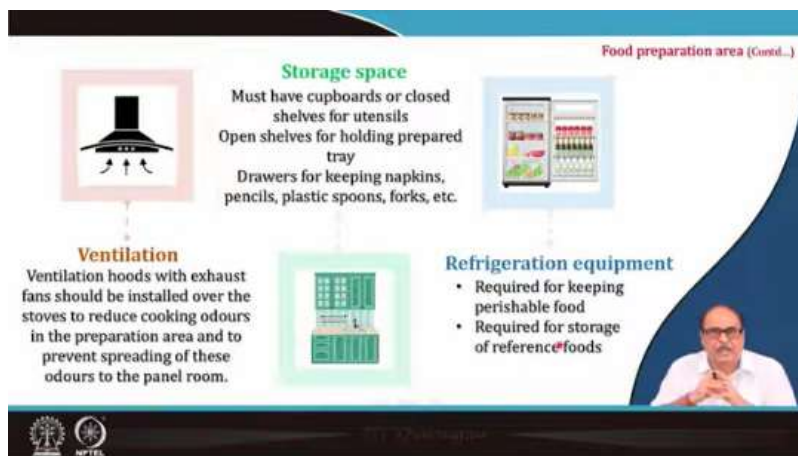 Food preparation area (Contd...)
Storage space
Must have cupboards or closed
shelves for utensils
Open shelves for holding prepared
tray
Drawers for keeping napkins,
pencils, plastic spoons, forks, etc.
Ventilation
Ventilation hoods with exhaust
fans should be installed over the
stoves to reduce cooking odours
in the preparation area and to
prevent spreading of these
odours to the panel room.
Refrigeration equipment
• Required for keeping
perishable food
• Required for storage
of reference foods
NPTEL